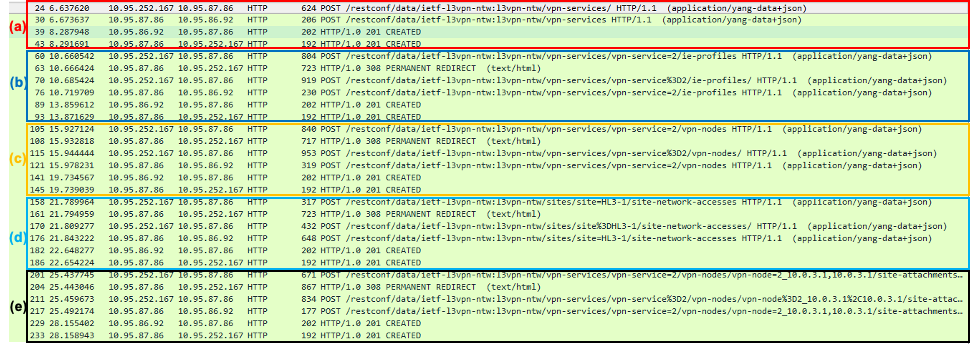 (a)
24 6.637620 10.95.252.167 10.95.87.86 HTTP 624 POST /restconf/data/ietf-l3vpn-ntw:l3vpn-ntw/vpn-services/ HTTP/1.1 (application/yang-data+json)
30 6.673637 10.95.87.86 10.95.86.92 HTTP 206 POST /restconf/data/ietf-l3vpn-ntw:l3vpn-ntw/vpn-services HTTP/1.1 (application/yang-data+json)
39 8.287948 10.95.86.92 10.95.87.86 HTTP 202 HTTP/1.0 201 CREATED
43 8.291691 10.95.87.86 10.95.252.167 HTTP 192 HTTP/1.0 201 CREATED
(b)
60 10.660542 10.95.252.167 10.95.87.86 HTTP 804 POST /restconf/data/ietf-l3vpn-ntw:l3vpn-ntw/vpn-services/vpn-service=2/ie-profiles HTTP/1.1 (application/yang-data+json)
63 10.666424 10.95.87.86 10.95.252.167 HTTP 723 HTTP/1.0 308 PERMANENT REDIRECT (text/html)
70 10.685424 10.95.252.167 10.95.87.86 HTTP 919 POST /restconf/data/ietf-l3vpn-ntw:l3vpn-ntw/vpn-services/vpn-service%3D2/ie-profiles/ HTTP/1.1 (application/yang-data+json)
76 10.719709 10.95.87.86 10.95.86.92 HTTP 230 POST /restconf/data/ietf-l3vpn-ntw:l3vpn-ntw/vpn-services/vpn-service=2/ie-profiles HTTP/1.1 (application/yang-data+json)
89 13.859612 10.95.86.92 10.95.87.86 HTTP 202 HTTP/1.0 201 CREATED
93 13.871629 10.95.87.86 10.95.252.167 HTTP 192 HTTP/1.0 201 CREATED
(c)
105 15.927124 10.95.252.167 10.95.87.86 HTTP 840 POST /restconf/data/ietf-l3vpn-ntw:l3vpn-ntw/vpn-services/vpn-service=2/vpn-nodes HTTP/1.1 (application/yang-data+json)
108 15.932818 10.95.87.86 10.95.252.167 HTTP 717 HTTP/1.0 308 PERMANENT REDIRECT (text/html)
115 15.944444 10.95.252.167 10.95.87.86 HTTP 953 POST /restconf/data/ietf-l3vpn-ntw:l3vpn-ntw/vpn-services/vpn-service%3D2/vpn-nodes/ HTTP/1.1 (application/yang-data+json)
121 15.978231 10.95.87.86 10.95.86.92 HTTP 319 POST /restconf/data/ietf-l3vpn-ntw:l3vpn-ntw/vpn-services/vpn-service=2/vpn-nodes HTTP/1.1 (application/yang-data+json)
141 19.734567 10.95.86.92 10.95.87.86 HTTP 202 HTTP/1.0 201 CREATED
145 19.739039 10.95.87.86 10.95.252.167 HTTP 192 HTTP/1.0 201 CREATED
(d)
158 21.789964 10.95.252.167 10.95.87.86 HTTP 317 POST /restconf/data/ietf-l3vpn-ntw:l3vpn-ntw/sites/site=HL3-1/site-network-accesses HTTP/1.1 (application/yang-data+json)
161 21.794959 10.95.87.86 10.95.252.167 HTTP 723 HTTP/1.0 308 PERMANENT REDIRECT (text/html)
170 21.809277 10.95.252.167 10.95.87.86 HTTP 432 POST /restconf/data/ietf-l3vpn-ntw:l3vpn-ntw/sites/site%3DHL3-1/site-network-accesses/ HTTP/1.1 (application/yang-data+json)
176 21.843222 10.95.87.86 10.95.86.92 HTTP 648 POST /restconf/data/ietf-l3vpn-ntw:l3vpn-ntw/sites/site=HL3-1/site-network-accesses HTTP/1.1 (application/yang-data+json)
182 22.648277 10.95.86.92 10.95.87.86 HTTP 202 HTTP/1.0 201 CREATED
186 22.654224 10.95.87.86 10.95.252.167 HTTP 192 HTTP/1.0 201 CREATED
(e)
201 25.437745 10.95.252.167 10.95.87.86 HTTP 671 POST /restconf/data/ietf-l3vpn-ntw:l3vpn-ntw/vpn-services/vpn-service=2/vpn-nodes/vpn-node=2_10.0.3.1,10.0.3.1/site-attachments…
204 25.443046 10.95.87.86 10.95.252.167 HTTP 867 HTTP/1.0 308 PERMANENT REDIRECT (text/html)
211 25.459673 10.95.252.167 10.95.87.86 HTTP 834 POST /restconf/data/ietf-l3vpn-ntw:l3vpn-ntw/vpn-services/vpn-service%3D2/vpn-nodes/vpn-node%3D2_10.0.3.1%2C10.0.3.1/site-attac…
217 25.492174 10.95.87.86 10.95.86.92 HTTP 177 POST /restconf/data/ietf-l3vpn-ntw:l3vpn-ntw/vpn-services/vpn-service=2/vpn-nodes/vpn-node=2_10.0.3.1,10.0.3.1/site-attachments…
229 28.155402 10.95.86.92 10.95.87.86 HTTP 202 HTTP/1.0 201 CREATED
233 28.158943 10.95.87.86 10.95.252.167 HTTP 192 HTTP/1.0 201 CREATED